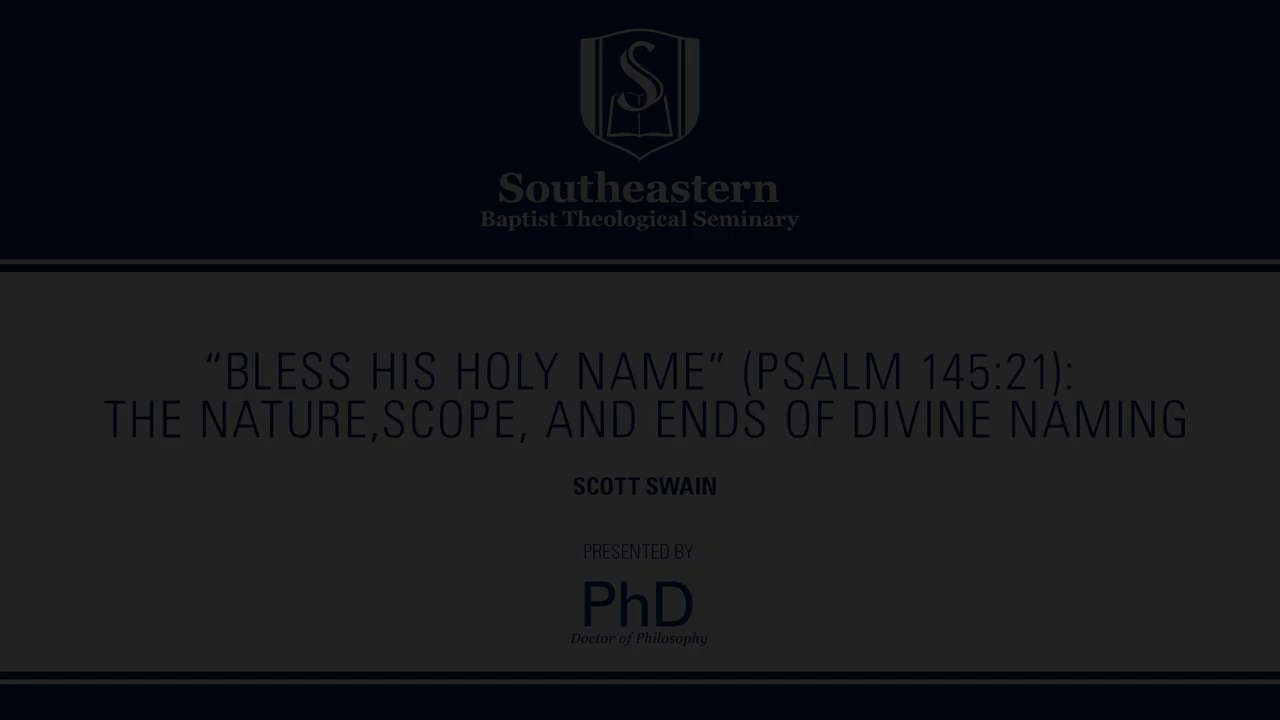 S
Southeastern
Baptist Theological Seminary
“BLESS HIS HOLY NAME” (PSALM 145:21):
THE NATURE,SCOPE, AND ENDS OF DIVINE NAMING
SCOTT SWAIN
PRESENTED BY
PhD
Doctor of Philosophy